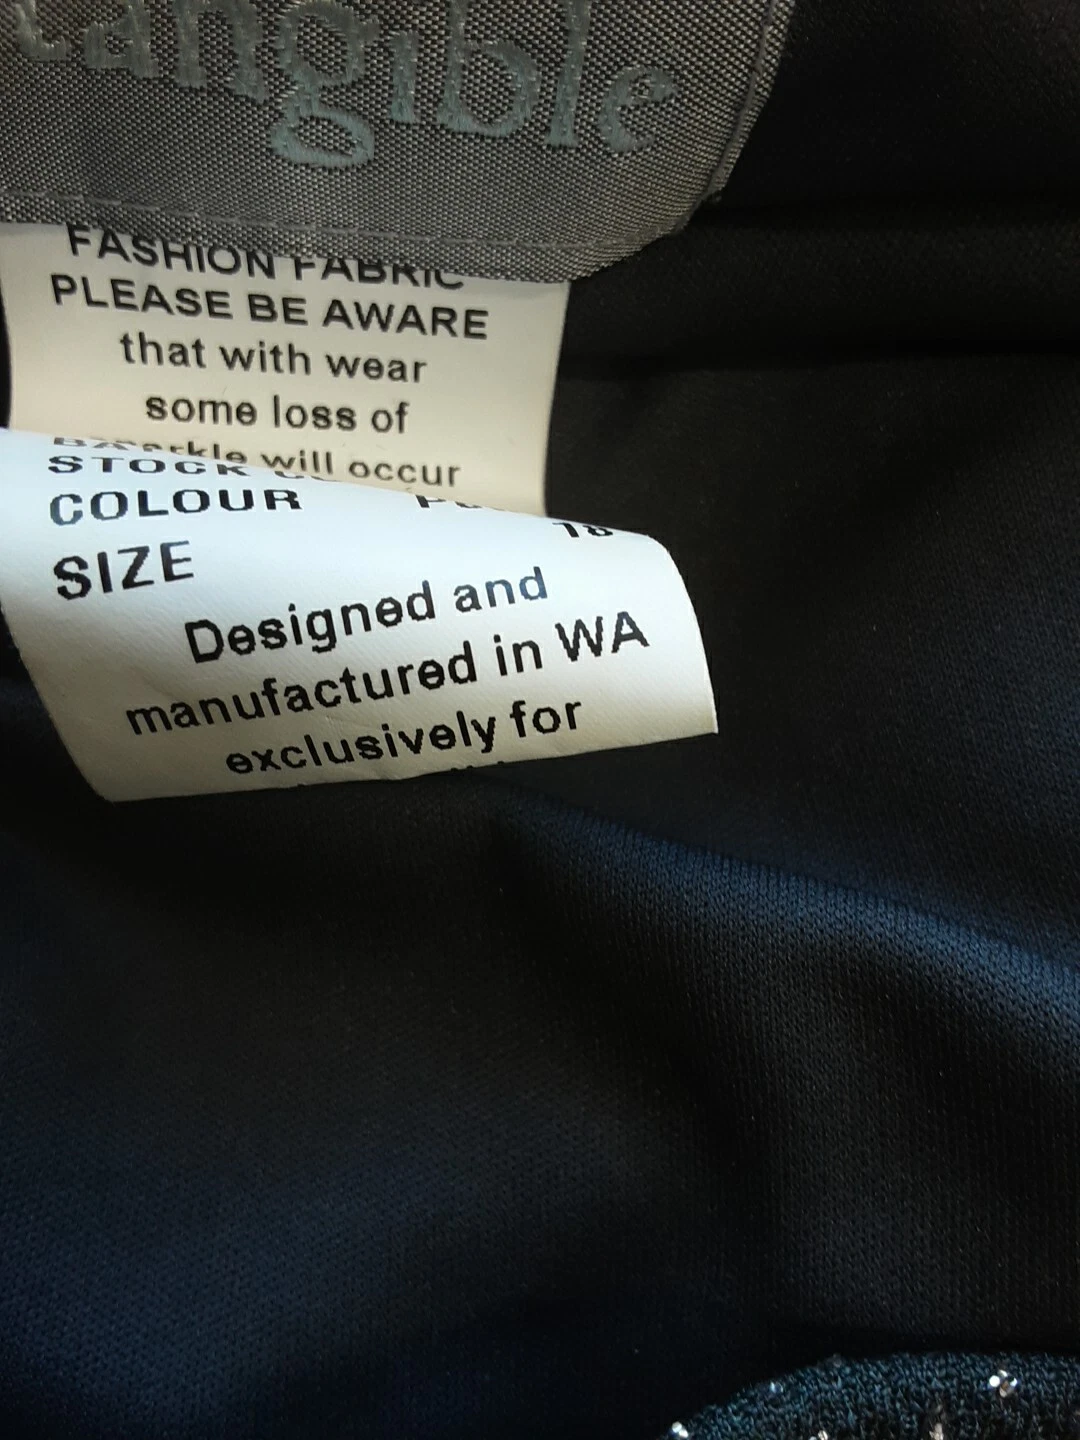 tangible
FASHION FABRIC
PLEASE BE AWARE
that with wear
some loss of
will occur
STOCK
COLOUR
SIZE 18
Designed and
manufactured in WA
exclusively for